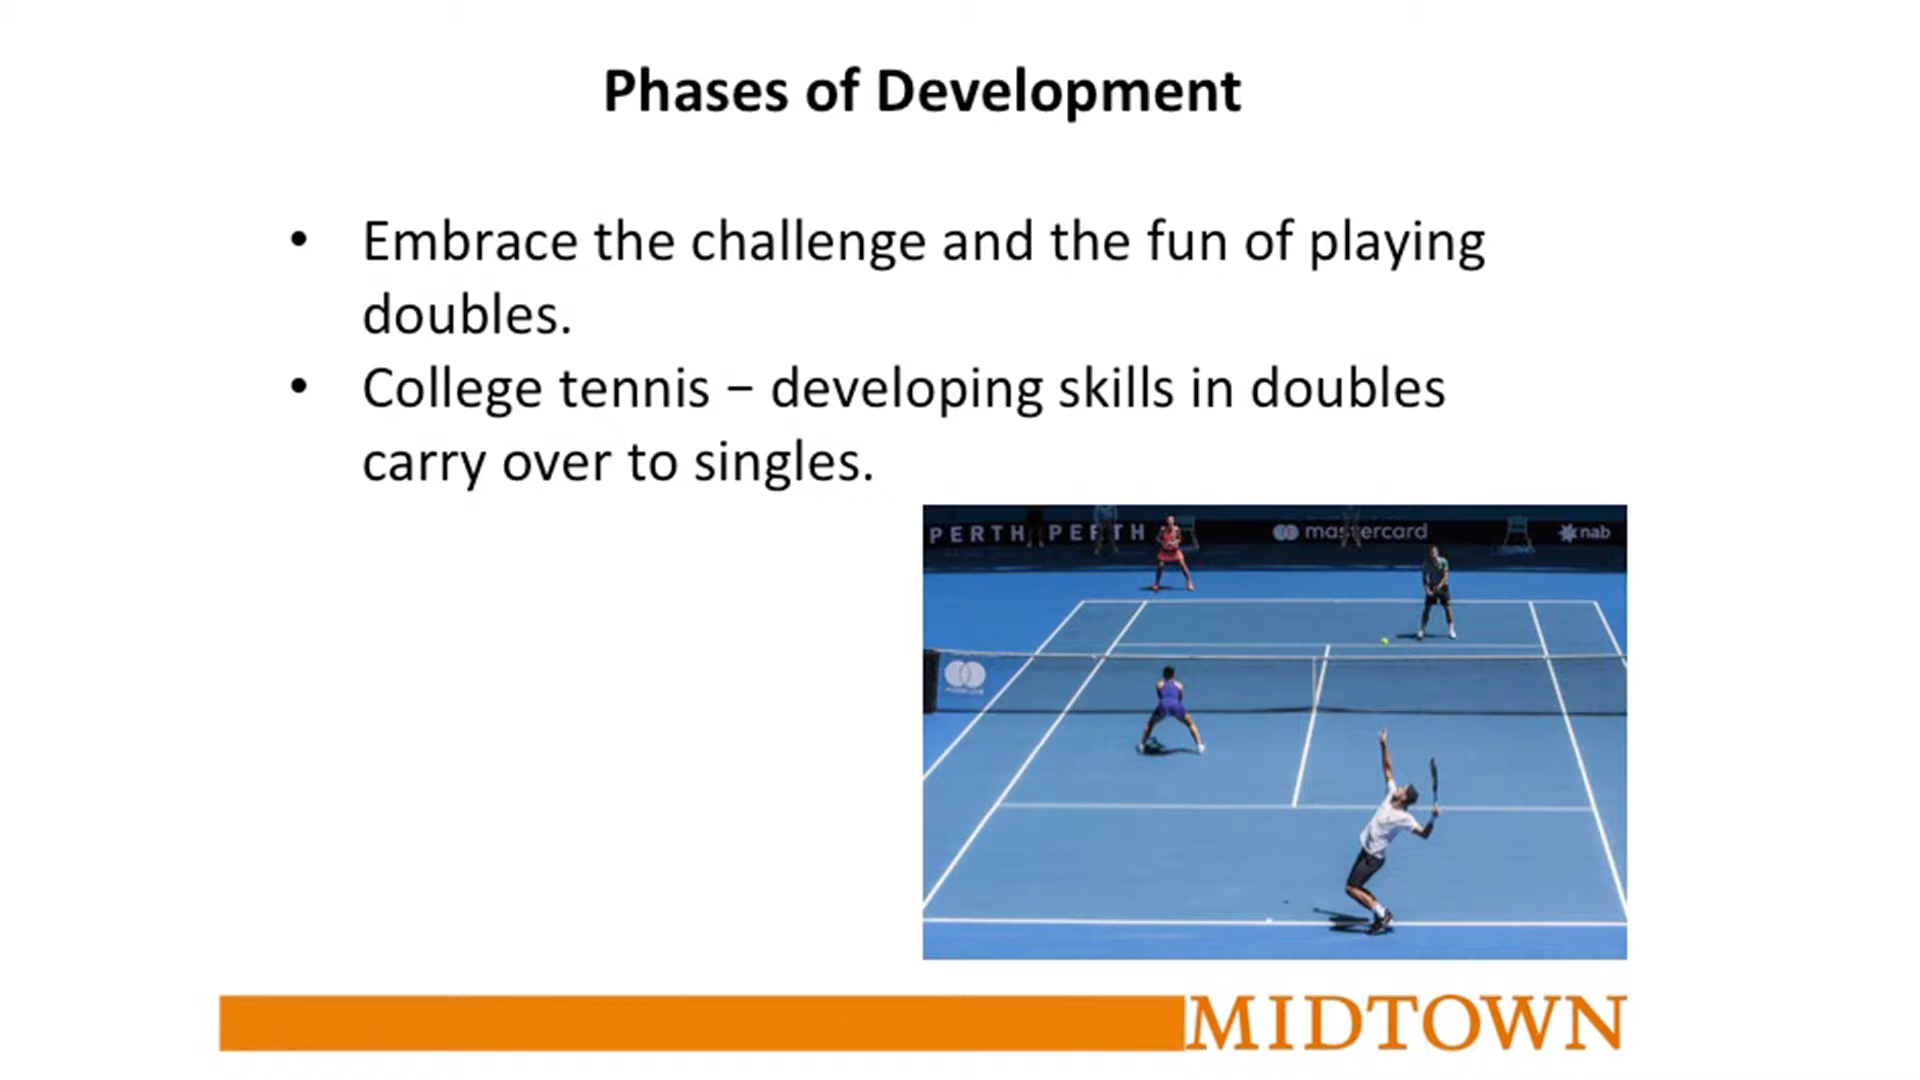 Phases of Development
• Embrace the challenge and the fun of playing
doubles.
• College tennis – developing skills in doubles
carry over to singles.
PERTH PERTH mastercard nab
MIDTOWN